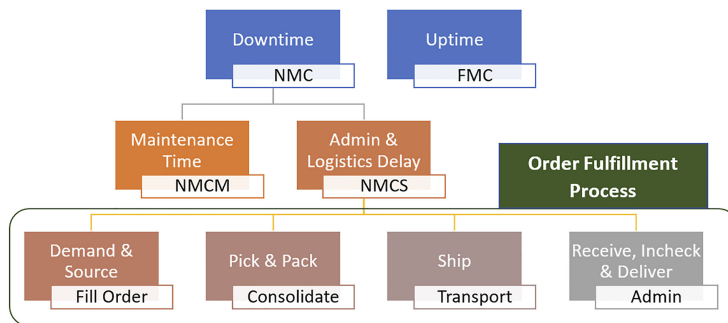 Downtime
NMC
Uptime
FMC
Maintenance
Time
NMCM
Admin &
Logistics Delay
NMCS
Order Fulfillment
Process
Demand &
Source
Fill Order
Pick & Pack
Consolidate
Ship
Transport
Receive, Incheck
& Deliver
Admin